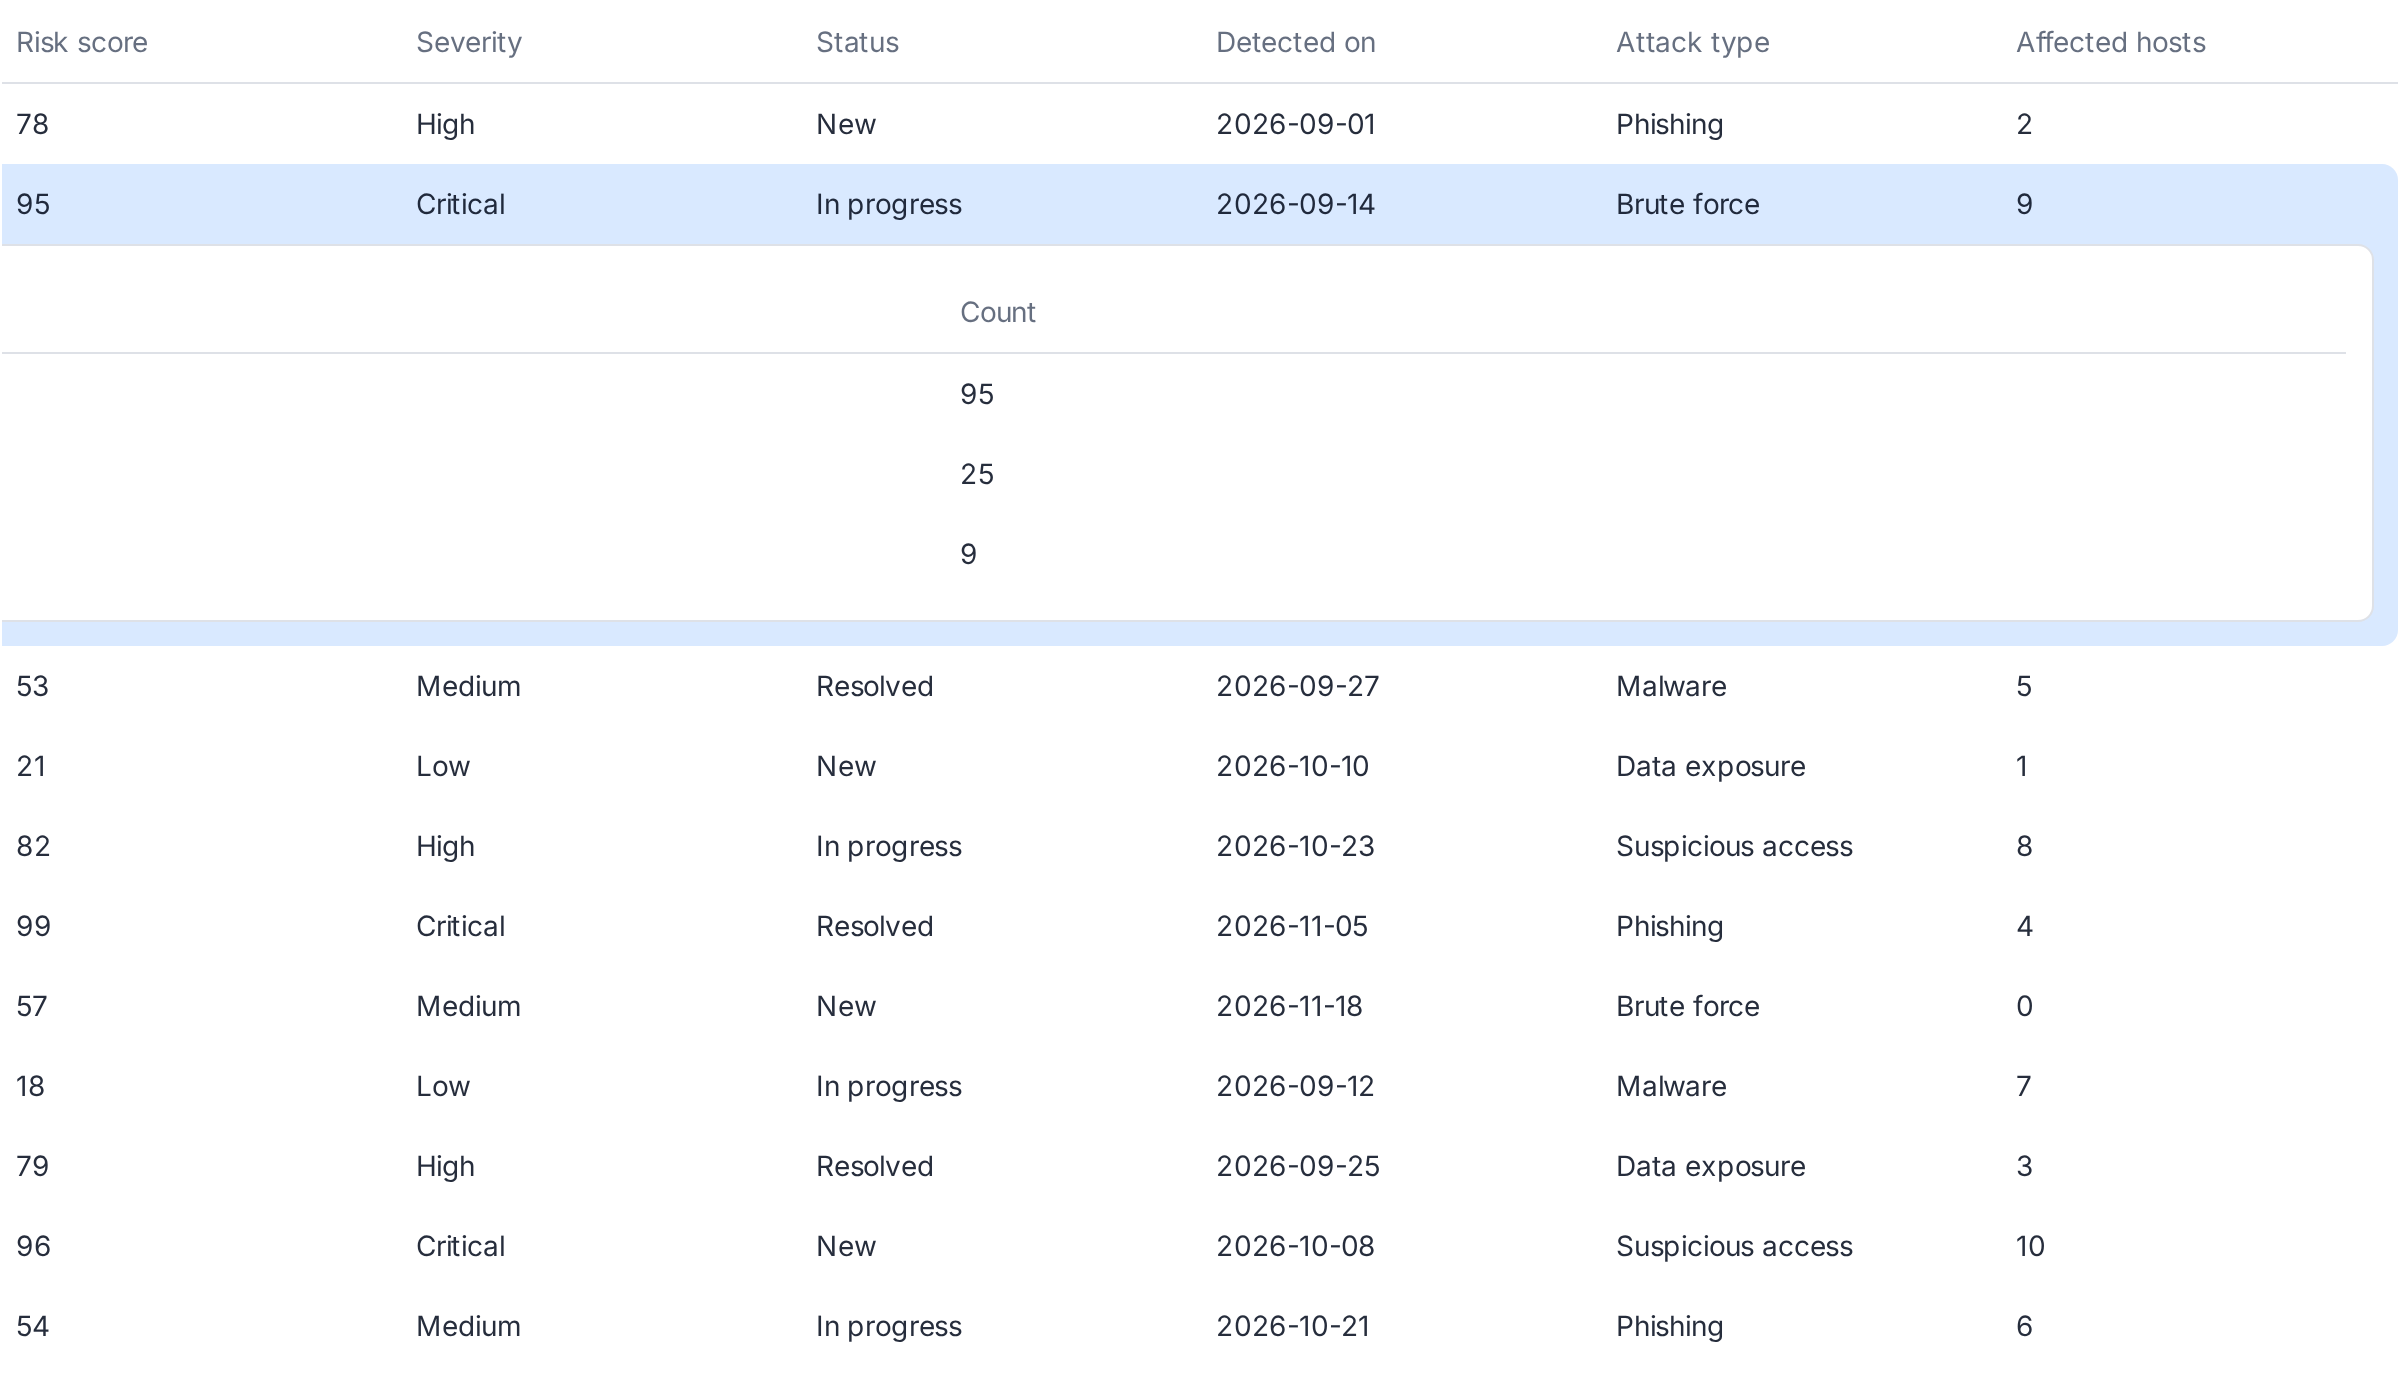 Risk score Severity Status Detected on Attack type Affected hosts
78 High New 2026-09-01 Phishing 2
95 Critical In progress 2026-09-14 Brute force 9
Count
95
25
9
53 Medium Resolved 2026-09-27 Malware 5
21 Low New 2026-10-10 Data exposure 1
82 High In progress 2026-10-23 Suspicious access 8
99 Critical Resolved 2026-11-05 Phishing 4
57 Medium New 2026-11-18 Brute force 0
18 Low In progress 2026-09-12 Malware 7
79 High Resolved 2026-09-25 Data exposure 3
96 Critical New 2026-10-08 Suspicious access 10
54 Medium In progress 2026-10-21 Phishing 6